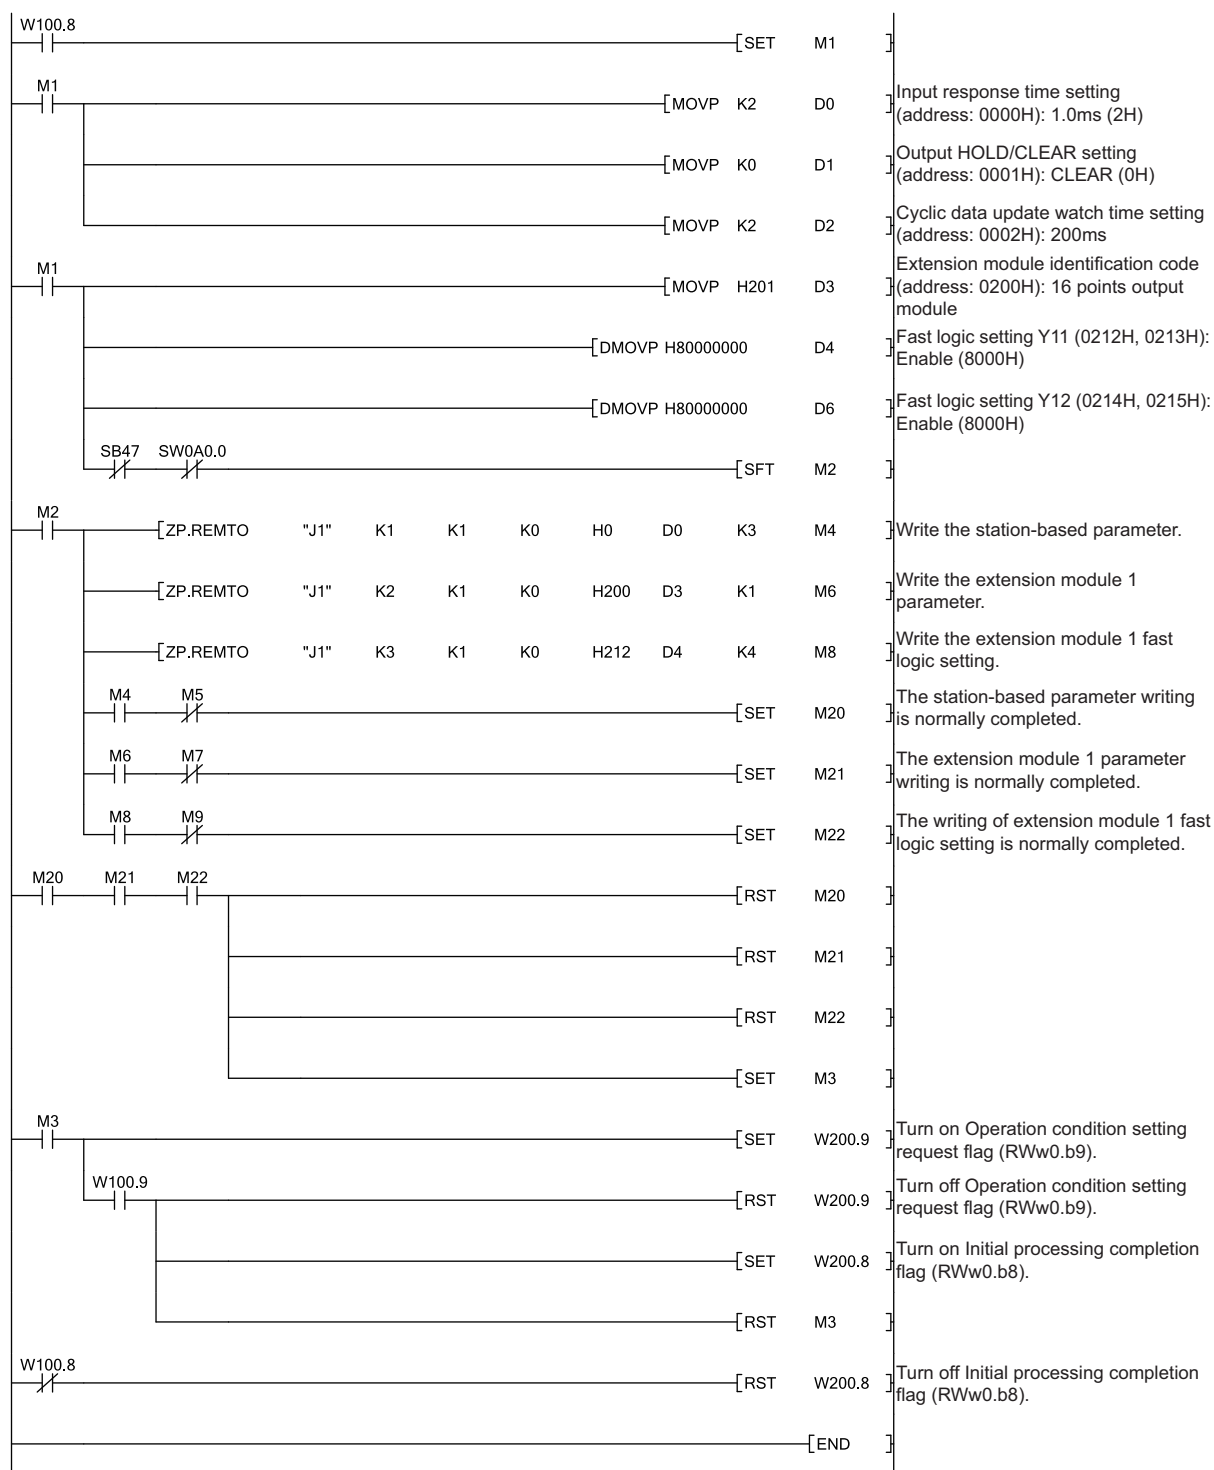 W100.8
[SET M1 ]
M1
[MOVP K2 D0 ]
Input response time setting
(address: 0000H): 1.0ms (2H)
[MOVP K0 D1 ]
Output HOLD/CLEAR setting
(address: 0001H): CLEAR (0H)
[MOVP K2 D2 ]
Cyclic data update watch time setting
(address: 0002H): 200ms
M1
[MOVP H201 D3 ]
Extension module identification code
(address: 0200H): 16 points output
module
[DMOVP H80000000 D4 ]
Fast logic setting Y11 (0212H, 0213H):
Enable (8000H)
[DMOVP H80000000 D6 ]
Fast logic setting Y12 (0214H, 0215H):
Enable (8000H)
SB47 SW0A0.0
[SFT M2 ]
M2
[ZP.REMTO "J1" K1 K1 K0 H0 D0 K3 M4 ]
Write the station-based parameter.
[ZP.REMTO "J1" K2 K1 K0 H200 D3 K1 M6 ]
Write the extension module 1
parameter.
[ZP.REMTO "J1" K3 K1 K0 H212 D4 K4 M8 ]
Write the extension module 1 fast
logic setting.
M4 M5
[SET M20 ]
The station-based parameter writing
is normally completed.
M6 M7
[SET M21 ]
The extension module 1 parameter
writing is normally completed.
M8 M9
[SET M22 ]
The writing of extension module 1 fast
logic setting is normally completed.
M20 M21 M22
[RST M20 ]
[RST M21 ]
[RST M22 ]
[SET M3 ]
M3
[SET W200.9 ]
Turn on Operation condition setting
request flag (RWw0.b9).
W100.9
[RST W200.9 ]
Turn off Operation condition setting
request flag (RWw0.b9).
[SET W200.8 ]
Turn on Initial processing completion
flag (RWw0.b8).
[RST M3 ]
W100.8
[RST W200.8 ]
Turn off Initial processing completion
flag (RWw0.b8).
[END ]